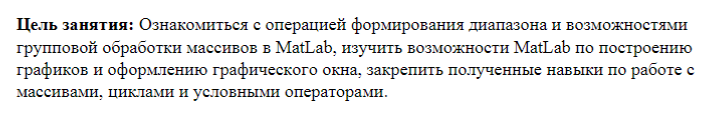 Цель занятия: Ознакомиться с операцией формирования диапазона и возможностями
групповой обработки массивов в MatLab, изучить возможности MatLab по построению
графиков и оформлению графического окна, закрепить полученные навыки по работе с
массивами, циклами и условными операторами.